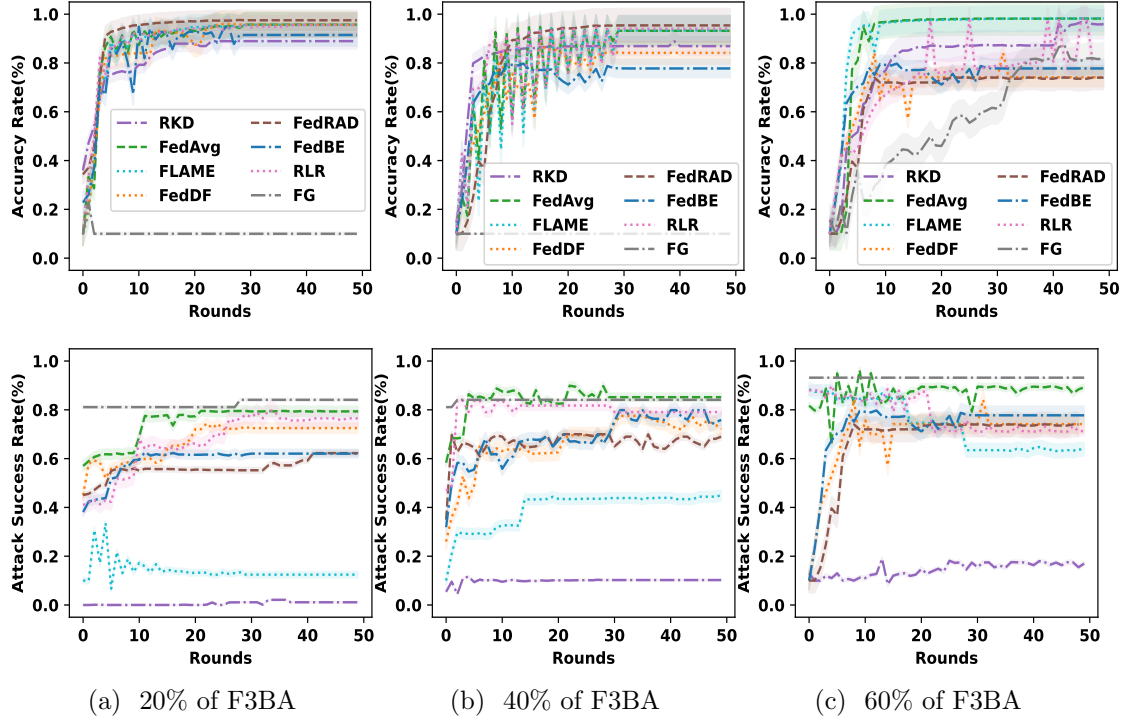 Accuracy Rate(%)
1.0
0.8
0.6
0.4
0.2
0.0
RKD
FedAvg
FLAME
FedDF
FedRAD
FedBE
RLR
FG
0 10 20 30 40 50
Rounds
Accuracy Rate(%)
1.0
0.8
0.6
0.4
0.2
0.0
RKD
FedAvg
FLAME
FedDF
FedRAD
FedBE
RLR
FG
0 10 20 30 40 50
Rounds
Accuracy Rate(%)
1.0
0.8
0.6
0.4
0.2
0.0
RKD
FedAvg
FLAME
FedDF
FedRAD
FedBE
RLR
FG
0 10 20 30 40 50
Rounds
Attack Success Rate(%)
1.0
0.8
0.6
0.4
0.2
0.0
0 10 20 30 40 50
Rounds
Attack Success Rate(%)
1.0
0.8
0.6
0.4
0.2
0.0
0 10 20 30 40 50
Rounds
Attack Success Rate(%)
1.0
0.8
0.6
0.4
0.2
0.0
0 10 20 30 40 50
Rounds
(a) 20% of F3BA
(b) 40% of F3BA
(c) 60% of F3BA